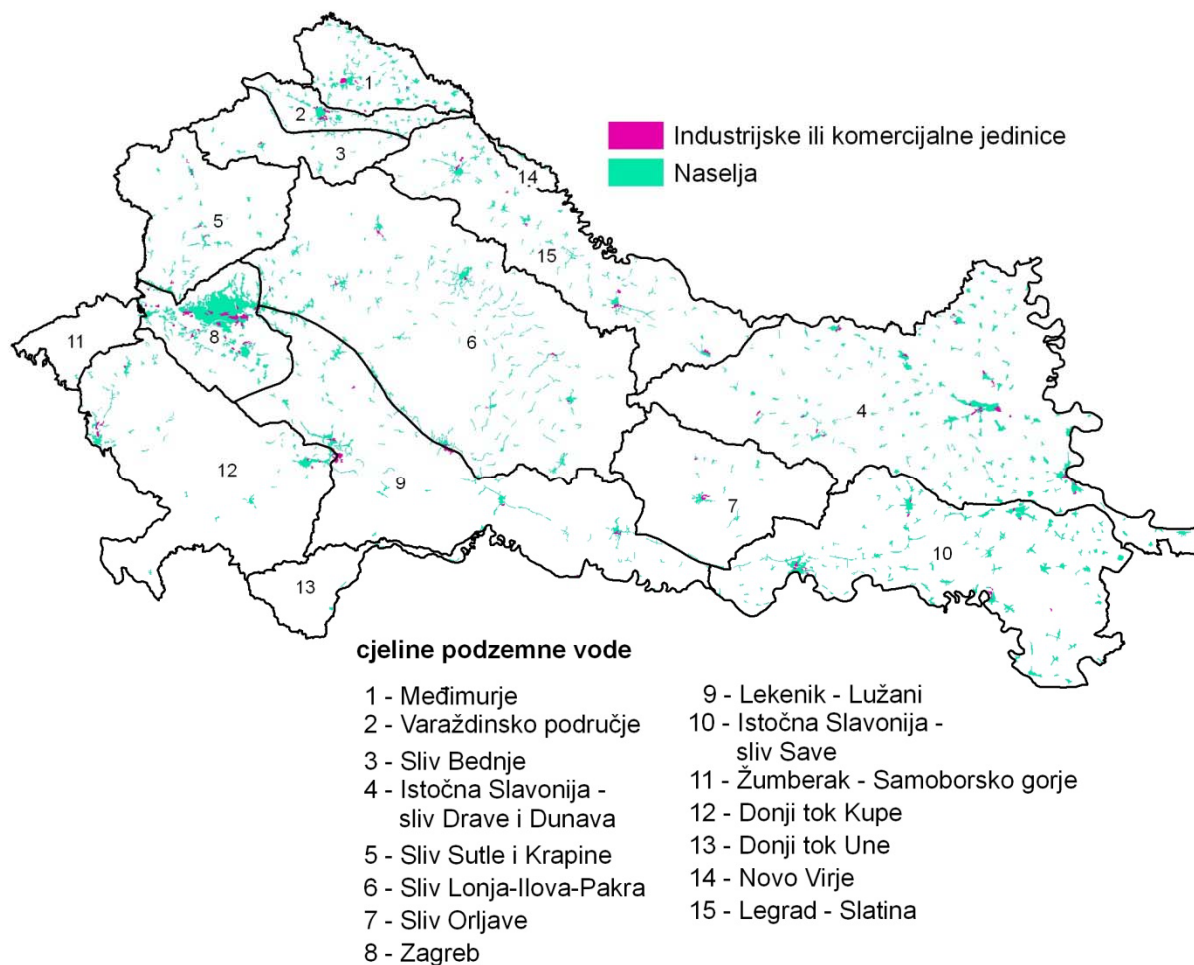 1
2
3
14
5
15
11
8
6
4
12
9
7
10
13
Industrijske ili komercijalne jedinice
Naselja
cjeline podzemne vode
1 - Međimurje
2 - Varaždinsko područje
3 - Sliv Bednje
4 - Istočna Slavonija -
sliv Drave i Dunava
5 - Sliv Sutle i Krapine
6 - Sliv Lonja-Ilova-Pakra
7 - Sliv Orljave
8 - Zagreb
9 - Lekenik - Lužani
10 - Istočna Slavonija -
sliv Save
11 - Žumberak - Samoborsko gorje
12 - Donji tok Kupe
13 - Donji tok Une
14 - Novo Virje
15 - Legrad - Slatina